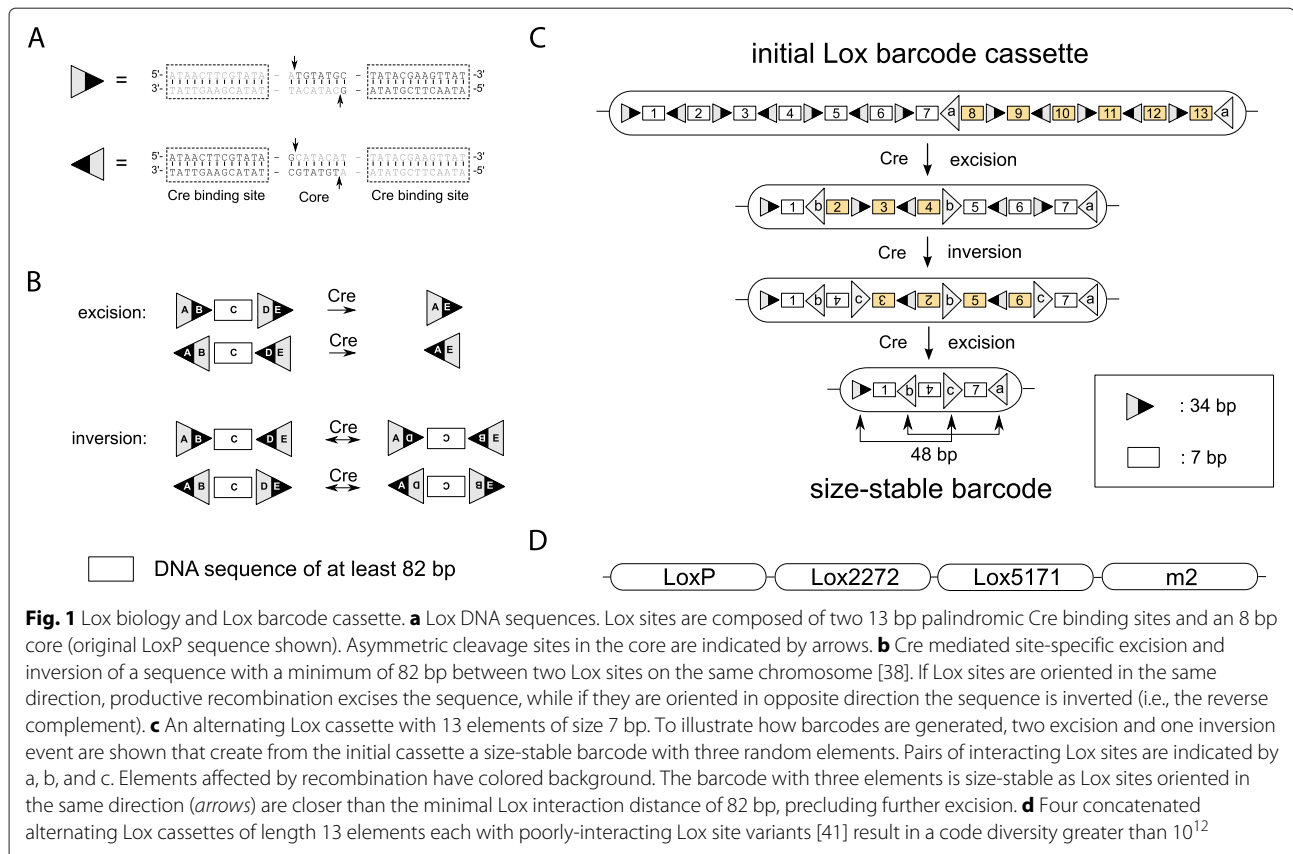 A
= 5'- ATAACTTCGTATA - ATGTATGC - TATACGAAGTTAT -3'
3'- TATTGAAGCATAT - TACATACG - ATATGCTTCAATA -5'
= 5'- ATAACTTCGTATA - GCATACAT - TATACGAAGTTAT -3'
3'- TATTGAAGCATAT - CGTATGTA - ATATGCTTCAATA -5'
Cre binding site Core Cre binding site
B
excision: A B C D E Cre A E
A B C D E Cre A E
inversion: A B C D E Cre A D C B E
A B C D E Cre A D C B E
DNA sequence of at least 82 bp
C
initial Lox barcode cassette
1 2 3 4 5 6 7 a 8 9 10 11 12 13 a
Cre excision
1 b 2 3 4 b 5 6 7 a
Cre inversion
1 b 4 c 3 2 b 5 6 c 7 a
Cre excision
1 b 4 c 7 a
48 bp
size-stable barcode
: 34 bp
: 7 bp
D
LoxP Lox2272 Lox5171 m2
Fig. 1 Lox biology and Lox barcode cassette. a Lox DNA sequences. Lox sites are composed of two 13 bp palindromic Cre binding sites and an 8 bp
core (original LoxP sequence shown). Asymmetric cleavage sites in the core are indicated by arrows. b Cre mediated site-specific excision and
inversion of a sequence with a minimum of 82 bp between two Lox sites on the same chromosome [38]. If Lox sites are oriented in the same
direction, productive recombination excises the sequence, while if they are oriented in opposite direction the sequence is inverted (i.e., the reverse
complement). c An alternating Lox cassette with 13 elements of size 7 bp. To illustrate how barcodes are generated, two excision and one inversion
event are shown that create from the initial cassette a size-stable barcode with three random elements. Pairs of interacting Lox sites are indicated by
a, b, and c. Elements affected by recombination have colored background. The barcode with three elements is size-stable as Lox sites oriented in
the same direction (arrows) are closer than the minimal Lox interaction distance of 82 bp, precluding further excision. d Four concatenated
alternating Lox cassettes of length 13 elements each with poorly-interacting Lox site variants [41] result in a code diversity greater than 10¹²